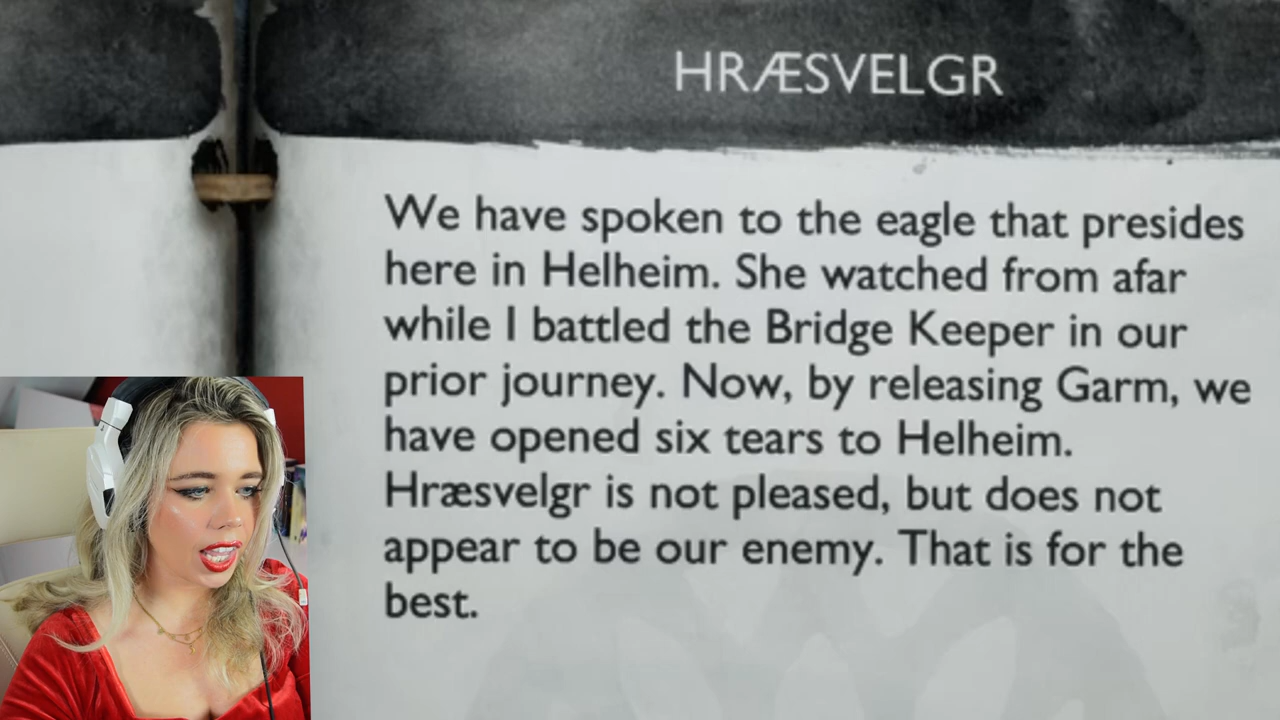 HRÆSVELGR
We have spoken to the eagle that presides
here in Helheim. She watched from afar
while I battled the Bridge Keeper in our
prior journey. Now, by releasing Garm, we
have opened six tears to Helheim.
Hræsvelgr is not pleased, but does not
appear to be our enemy. That is for the
best.